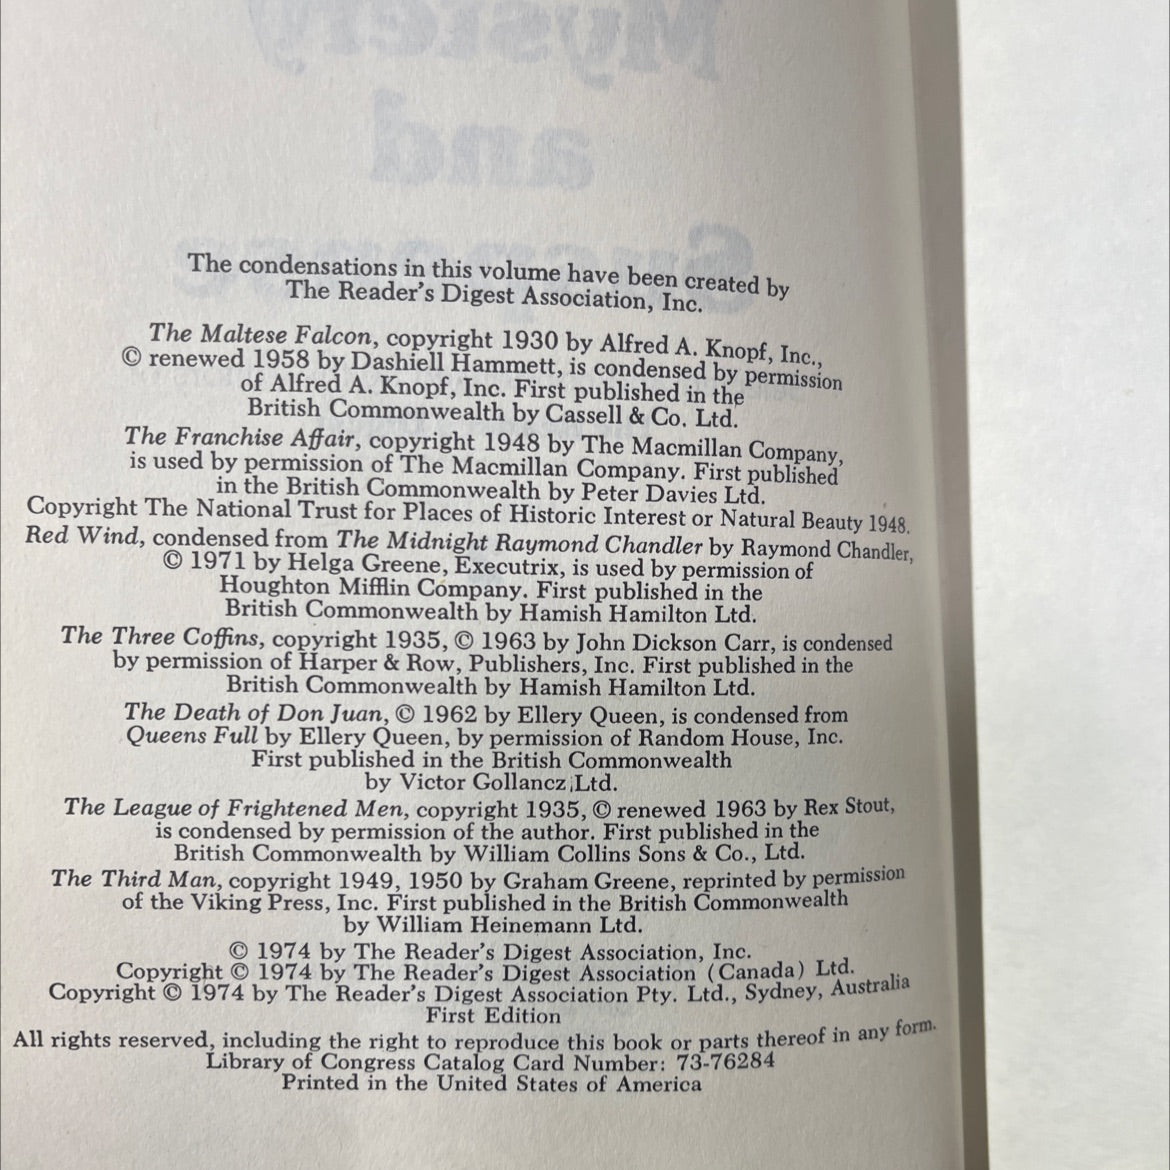 Mystery
and
The condensations in this volume have been created by
The Reader's Digest Association, Inc.
The Maltese Falcon, copyright 1930 by Alfred A. Knopf, Inc.,
© renewed 1958 by Dashiell Hammett, is condensed by permission
of Alfred A. Knopf, Inc. First published in the
British Commonwealth by Cassell & Co. Ltd.
The Franchise Affair, copyright 1948 by The Macmillan Company,
is used by permission of The Macmillan Company. First published
in the British Commonwealth by Peter Davies Ltd.
Copyright The National Trust for Places of Historic Interest or Natural Beauty 1948.
Red Wind, condensed from The Midnight Raymond Chandler by Raymond Chandler,
© 1971 by Helga Greene, Executrix, is used by permission of
Houghton Mifflin Company. First published in the
British Commonwealth by Hamish Hamilton Ltd.
The Three Coffins, copyright 1935, © 1963 by John Dickson Carr, is condensed
by permission of Harper & Row, Publishers, Inc. First published in the
British Commonwealth by Hamish Hamilton Ltd.
The Death of Don Juan, © 1962 by Ellery Queen, is condensed from
Queens Full by Ellery Queen, by permission of Random House, Inc.
First published in the British Commonwealth
by Victor Gollancz Ltd.
The League of Frightened Men, copyright 1935, © renewed 1963 by Rex Stout,
is condensed by permission of the author. First published in the
British Commonwealth by William Collins Sons & Co., Ltd.
The Third Man, copyright 1949, 1950 by Graham Greene, reprinted by permission
of the Viking Press, Inc. First published in the British Commonwealth
by William Heinemann Ltd.
© 1974 by The Reader's Digest Association, Inc.
Copyright © 1974 by The Reader's Digest Association (Canada) Ltd.
Copyright © 1974 by The Reader's Digest Association Pty. Ltd., Sydney, Australia
First Edition
All rights reserved, including the right to reproduce this book or parts thereof in any form.
Library of Congress Catalog Card Number: 73-76284
Printed in the United States of America